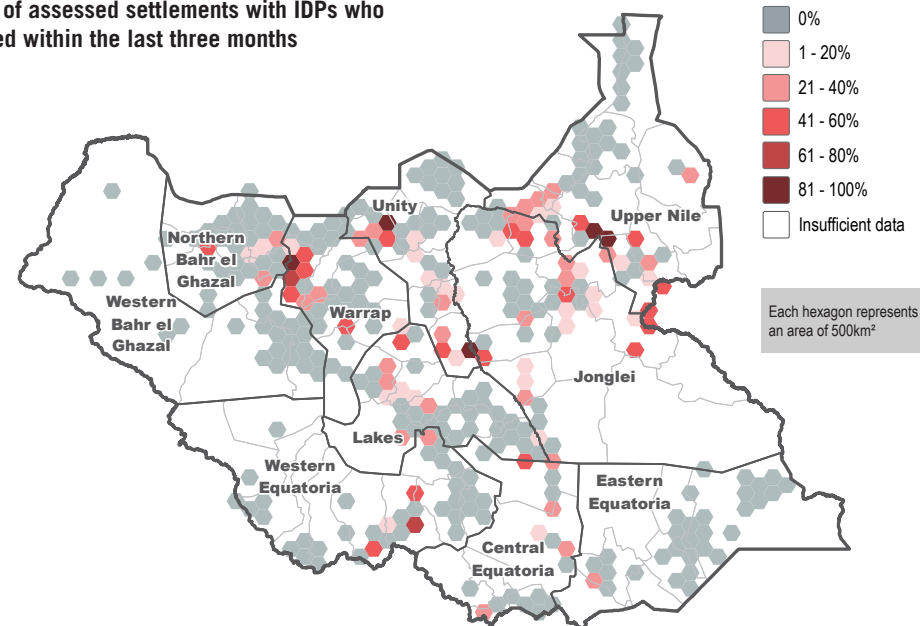 of assessed settlements with IDPs who
ed within the last three months
0%
1 - 20%
21 - 40%
41 - 60%
61 - 80%
81 - 100%
Insufficient data
Each hexagon represents
an area of 500km²
Unity
Upper Nile
Northern
Bahr el
Ghazal
Western
Bahr el
Ghazal
Warrap
Jonglei
Lakes
Western
Equatoria
Eastern
Equatoria
Central
Equatoria